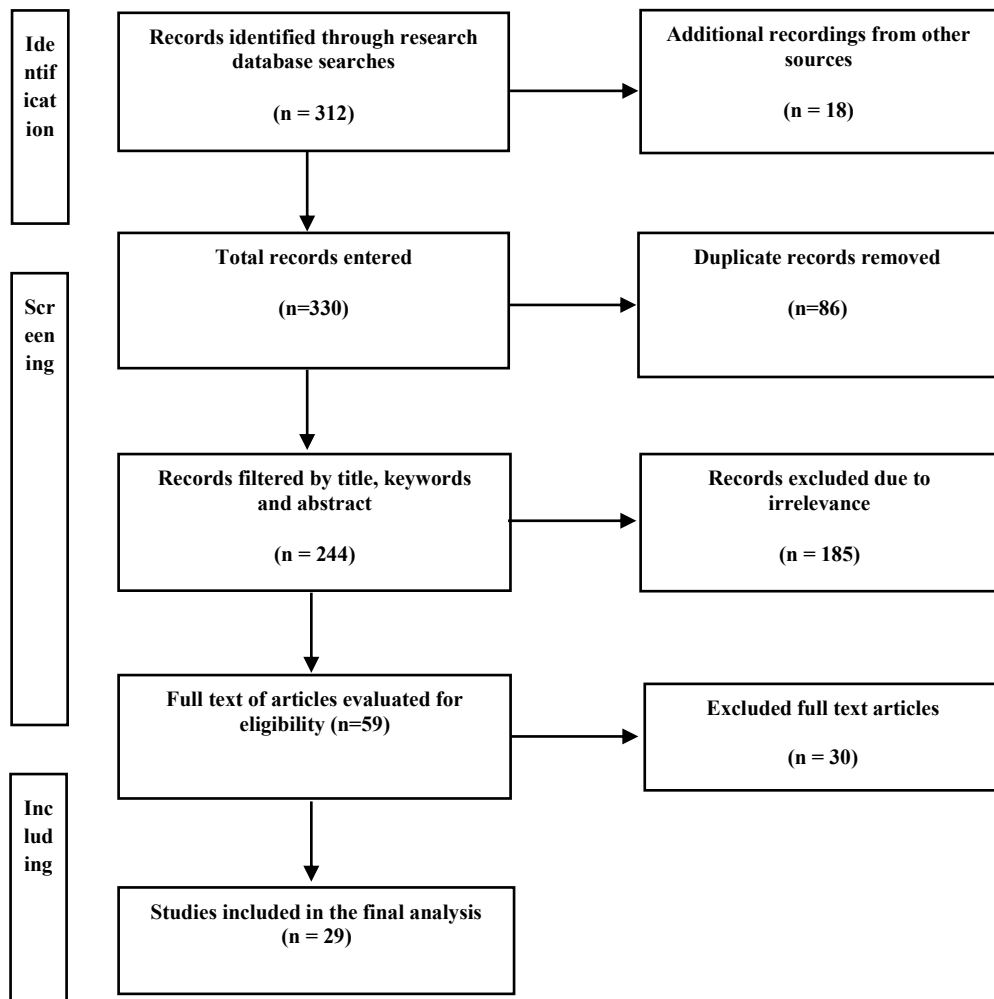 Ide
ntif
icat
ion
Records identified through research
database searches
(n = 312)
Additional recordings from other
sources
(n = 18)
Scr
een
ing
Total records entered
(n=330)
Duplicate records removed
(n=86)
Records filtered by title, keywords
and abstract
(n = 244)
Records excluded due to
irrelevance
(n = 185)
Full text of articles evaluated for
eligibility (n=59)
Excluded full text articles
(n = 30)
Inc
lud
ing
Studies included in the final analysis
(n = 29)